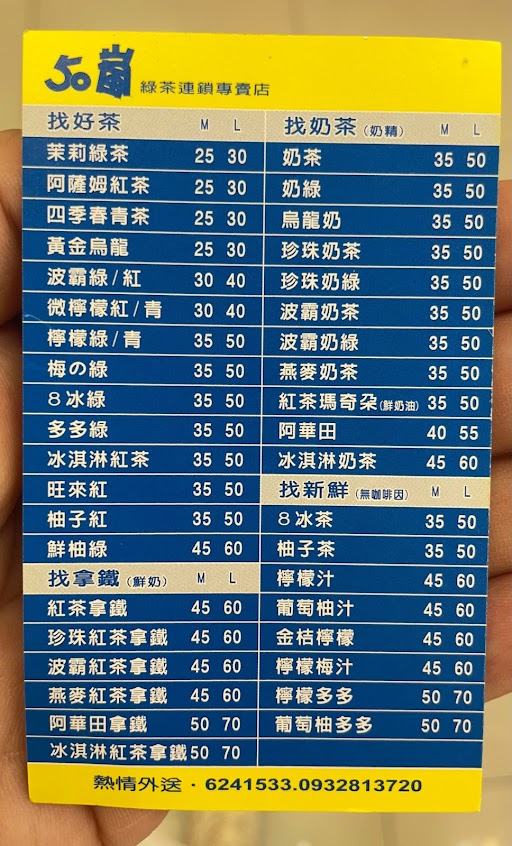 50嵐 綠茶連鎖專賣店
找好茶 M L
茉莉綠茶 25 30
阿薩姆紅茶 25 30
四季春青茶 25 30
黃金烏龍 25 30
波霸綠/紅 30 40
微檸檬紅/青 30 40
檸檬綠/青 35 50
梅の綠 35 50
8冰綠 35 50
多多綠 35 50
冰淇淋紅茶 35 50
旺來紅 35 50
柚子紅 35 50
鮮柚綠 45 60
找拿鐵(鮮奶) M L
紅茶拿鐵 45 60
珍珠紅茶拿鐵 45 60
波霸紅茶拿鐵 45 60
燕麥紅茶拿鐵 45 60
阿華田拿鐵 50 70
冰淇淋紅茶拿鐵 50 70
找奶茶(奶精) M L
奶茶 35 50
奶綠 35 50
烏龍奶 35 50
珍珠奶茶 35 50
珍珠奶綠 35 50
波霸奶茶 35 50
波霸奶綠 35 50
燕麥奶茶 35 50
紅茶瑪奇朵(鮮奶油) 35 50
阿華田 40 55
冰淇淋奶茶 45 60
找新鮮(無咖啡因) M L
8冰茶 35 50
柚子茶 35 50
檸檬汁 45 60
葡萄柚汁 45 60
金桔檸檬 45 60
檸檬梅汁 45 60
檸檬多多 50 70
葡萄柚多多 50 70
熱情外送·6241533.0932813720